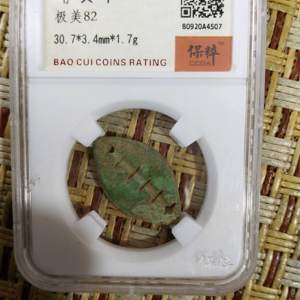 极美82
B0920A4507
30.7*3.4mm*1.7g
保粹
BAO CUI COINS RATING